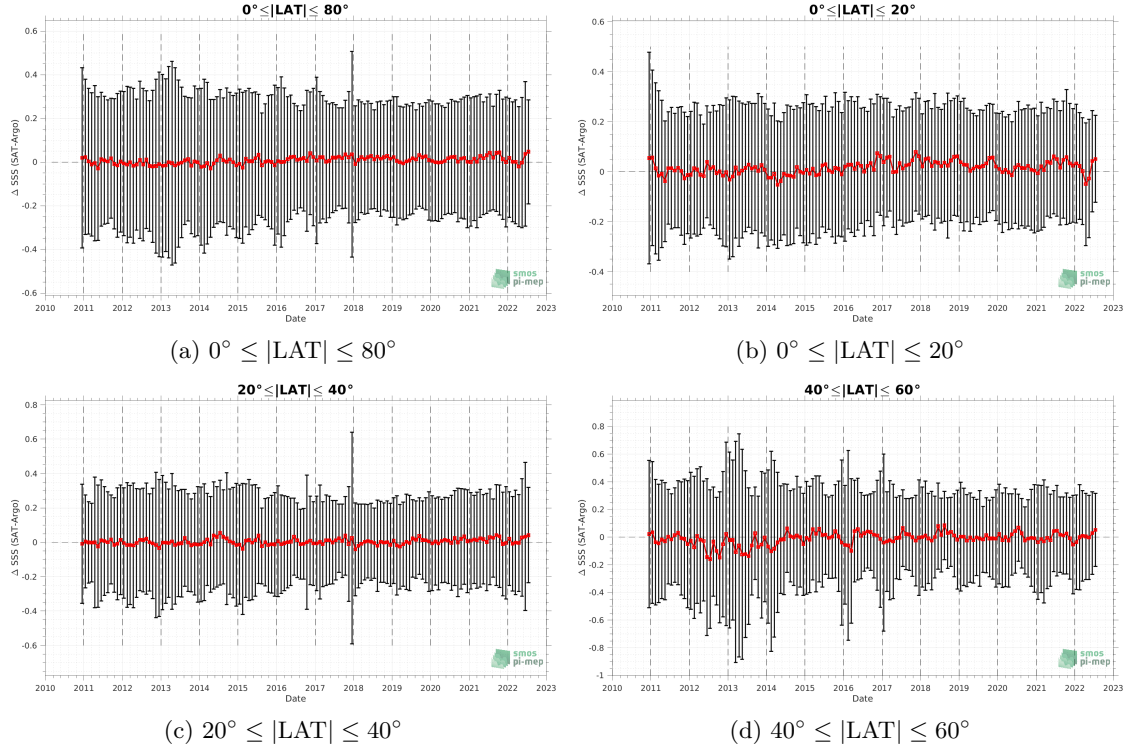 0°≤|LAT|≤ 80°
Δ SSS (SAT-Argo)
0.6
0.4
0.2
0
-0.2
-0.4
-0.6
2010 2011 2012 2013 2014 2015 2016 2017 2018 2019 2020 2021 2022 2023
Date
smos
pi-mep
(a) 0° ≤ |LAT| ≤ 80°
0°≤|LAT|≤ 20°
Δ SSS (SAT-Argo)
0.6
0.4
0.2
0
-0.2
-0.4
2010 2011 2012 2013 2014 2015 2016 2017 2018 2019 2020 2021 2022 2023
Date
smos
pi-mep
(b) 0° ≤ |LAT| ≤ 20°
20°≤|LAT|≤ 40°
Δ SSS (SAT-Argo)
0.8
0.6
0.4
0.2
0
-0.2
-0.4
-0.6
2010 2011 2012 2013 2014 2015 2016 2017 2018 2019 2020 2021 2022 2023
Date
smos
pi-mep
(c) 20° ≤ |LAT| ≤ 40°
40°≤|LAT|≤ 60°
Δ SSS (SAT-Argo)
0.8
0.6
0.4
0.2
0
-0.2
-0.4
-0.6
-0.8
-1
2010 2011 2012 2013 2014 2015 2016 2017 2018 2019 2020 2021 2022 2023
Date
smos
pi-mep
(d) 40° ≤ |LAT| ≤ 60°